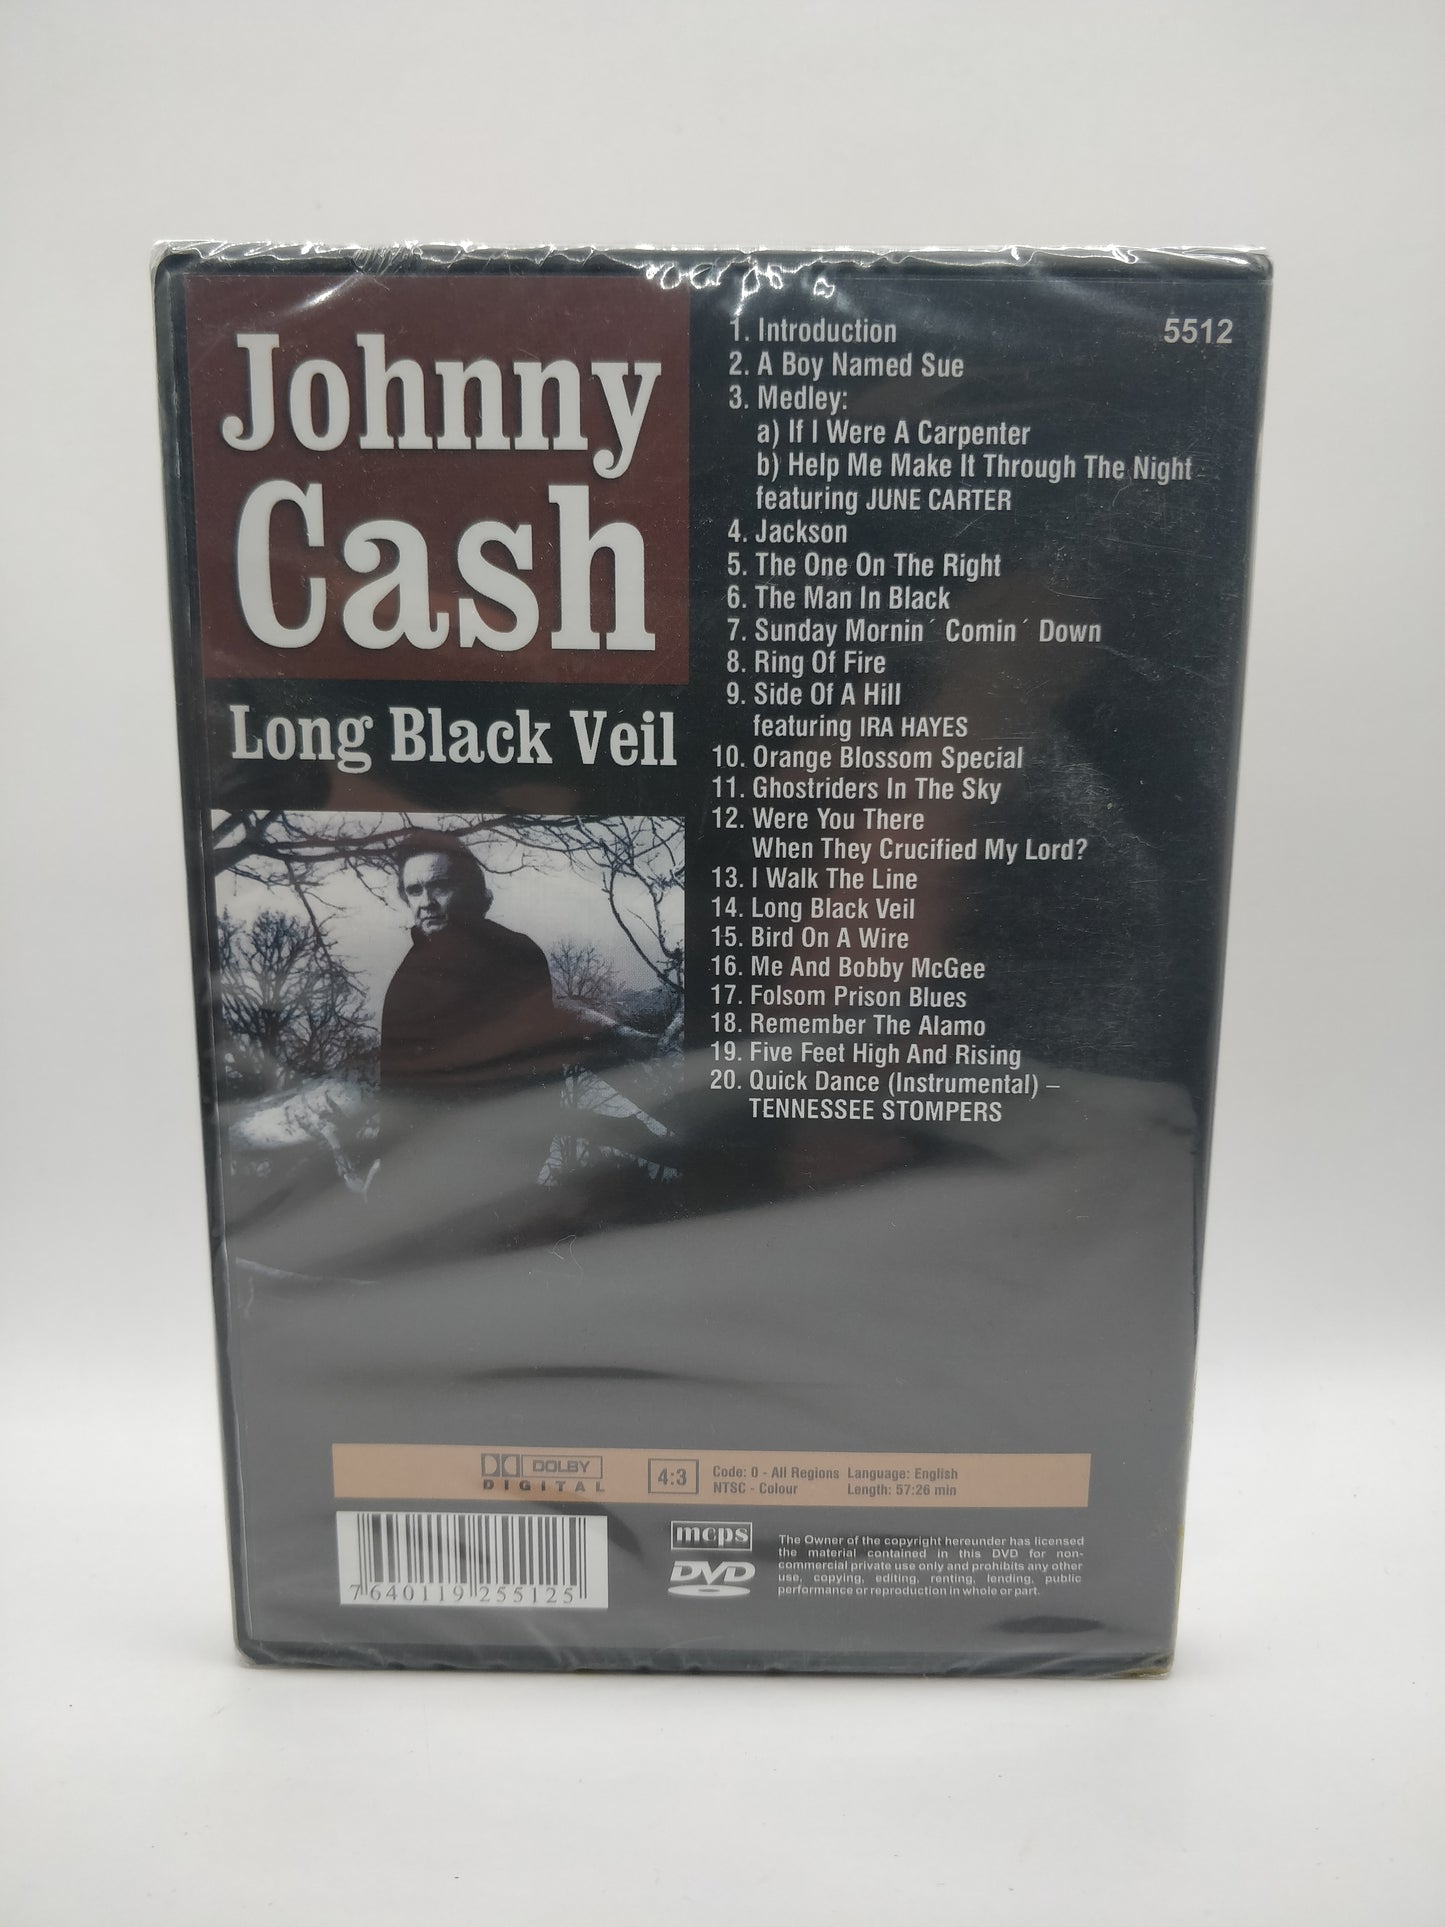 Johnny
Cash
Long Black Veil
5512
1. Introduction
2. A Boy Named Sue
3. Medley:
a) If I Were A Carpenter
b) Help Me Make It Through The Night
featuring JUNE CARTER
4. Jackson
5. The One On The Right
6. The Man In Black
7. Sunday Mornin´ Comin´ Down
8. Ring Of Fire
9. Side Of A Hill
featuring IRA HAYES
10. Orange Blossom Special
11. Ghostriders In The Sky
12. Were You There
When They Crucified My Lord?
13. I Walk The Line
14. Long Black Veil
15. Bird On A Wire
16. Me And Bobby McGee
17. Folsom Prison Blues
18. Remember The Alamo
19. Five Feet High And Rising
20. Quick Dance (Instrumental) –
TENNESSEE STOMPERS
DOLBY
DIGITAL
4:3
Code: 0 - All Regions Language: English
NTSC - Colour Length: 57:26 min
7 640119 255125
mcps
DVD
The Owner of the copyright hereunder has licensed
the material contained in this DVD for non-
commercial private use only and prohibits any other
use, copying, editing, renting, lending, public
performance or reproduction in whole or part.